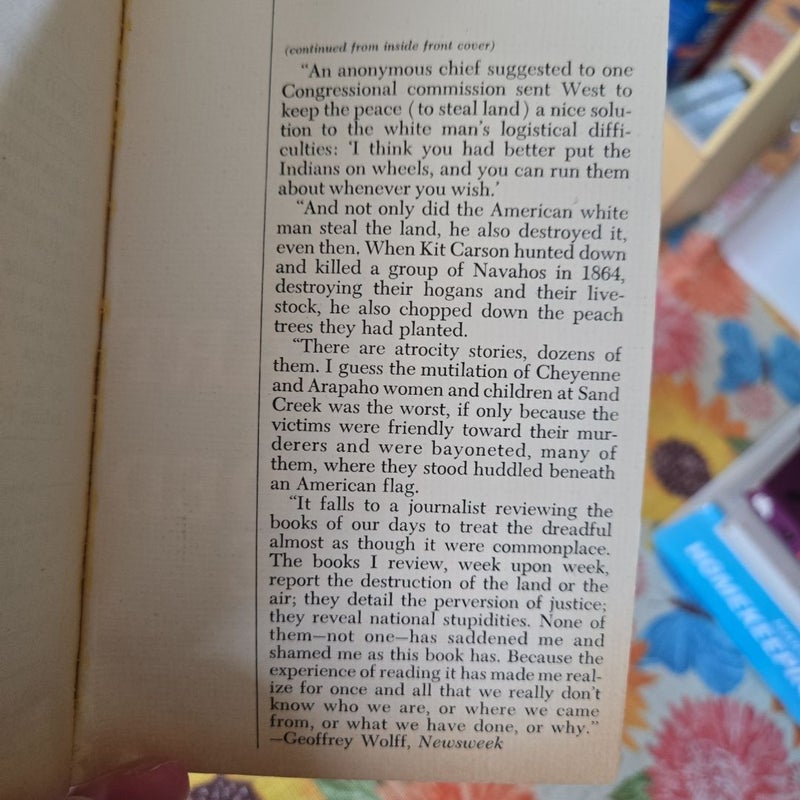 (continued from inside front cover)
"An anonymous chief suggested to one
Congressional commission sent West to
keep the peace (to steal land) a nice solu-
tion to the white man's logistical diffi-
culties: 'I think you had better put the
Indians on wheels, and you can run them
about whenever you wish.'
"And not only did the American white
man steal the land, he also destroyed it,
even then. When Kit Carson hunted down
and killed a group of Navahos in 1864,
destroying their hogans and their live-
stock, he also chopped down the peach
trees they had planted.
"There are atrocity stories, dozens of
them. I guess the mutilation of Cheyenne
and Arapaho women and children at Sand
Creek was the worst, if only because the
victims were friendly toward their mur-
derers and were bayoneted, many of
them, where they stood huddled beneath
an American flag.
"It falls to a journalist reviewing the
books of our days to treat the dreadful
almost as though it were commonplace.
The books I review, week upon week,
report the destruction of the land or the
air; they detail the perversion of justice;
they reveal national stupidities. None of
them—not one—has saddened me and
shamed me as this book has. Because the
experience of reading it has made me real-
ize for once and all that we really don't
know who we are, or where we came
from, or what we have done, or why."
—Geoffrey Wolff, Newsweek